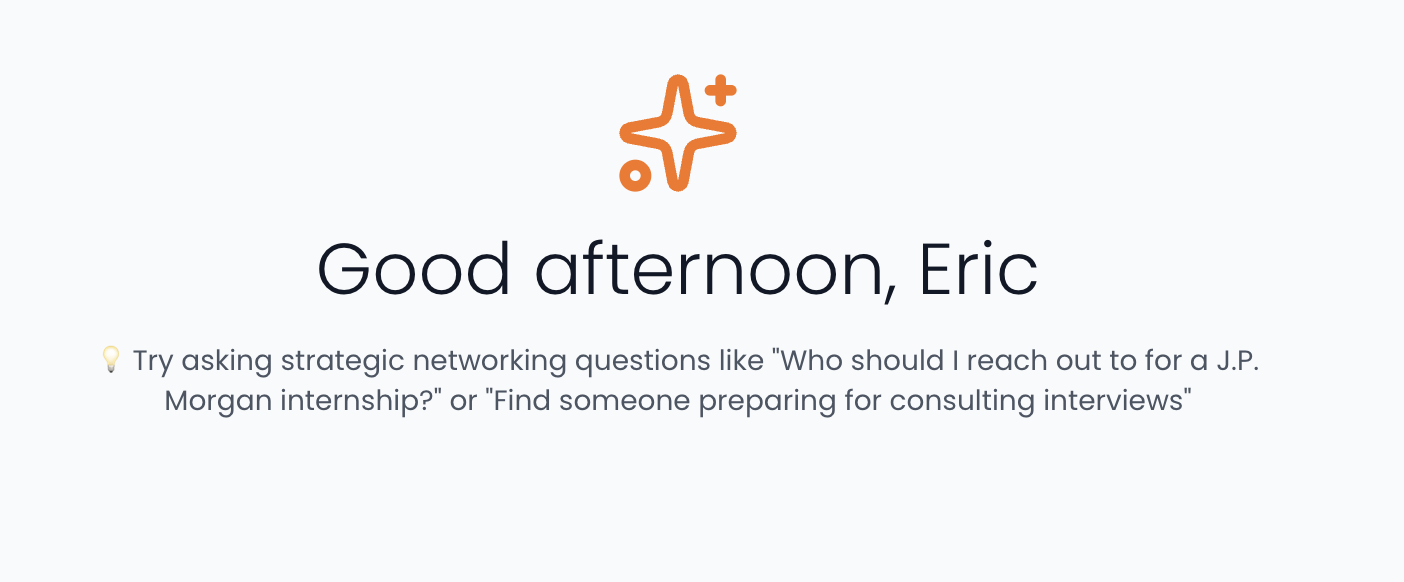 Good afternoon, Eric
💡 Try asking strategic networking questions like "Who should I reach out to for a J.P.
Morgan internship?" or "Find someone preparing for consulting interviews"